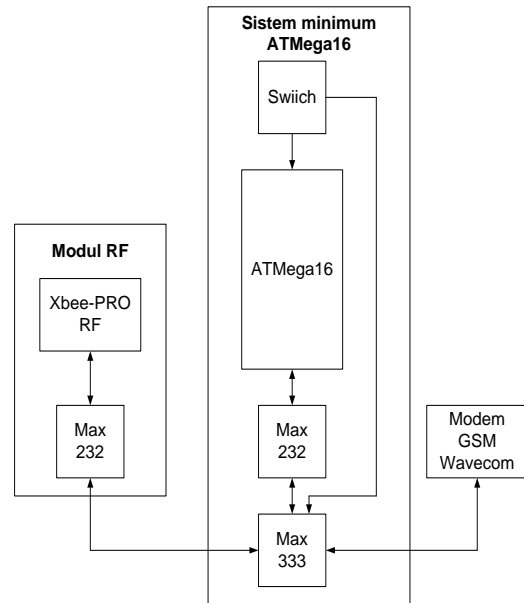 Sistem minimum
ATMega16
Swiich
ATMega16
Modul RF
Xbee-PRO
RF
Max
232
Max
232
Modem
GSM
Wavecom
Max
333